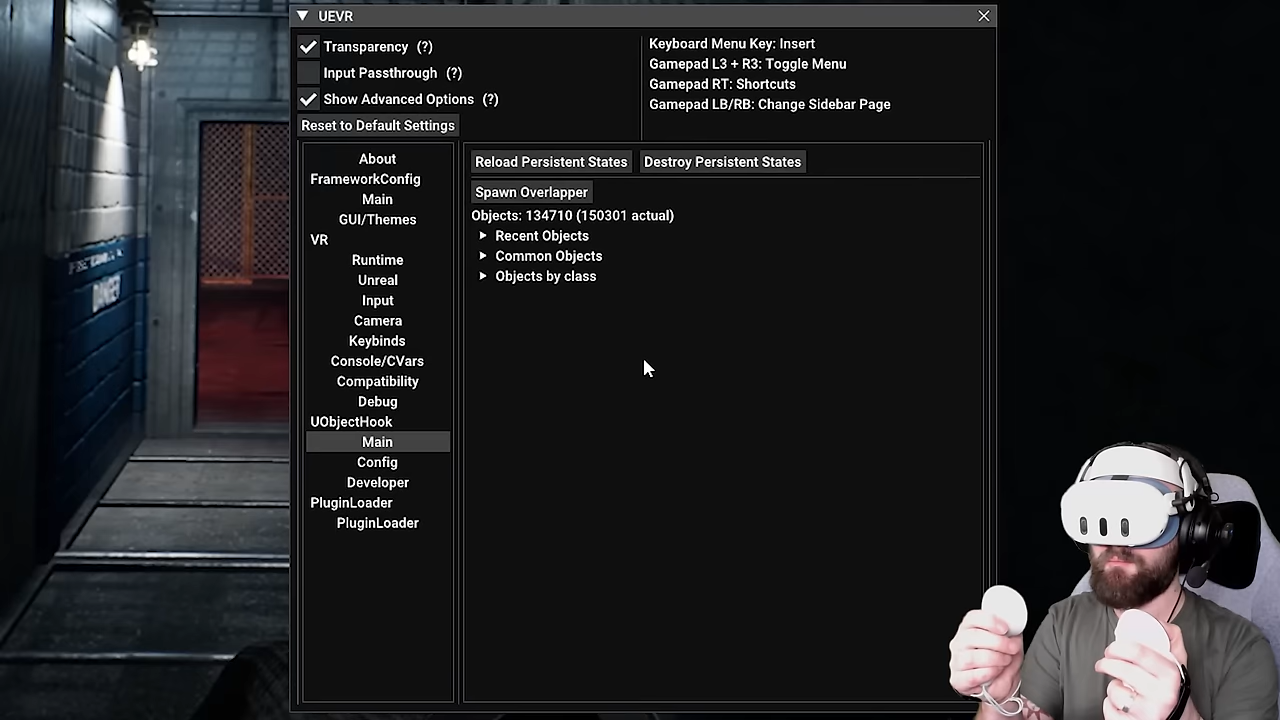 UEVR
Transparency (?)
Input Passthrough (?)
Show Advanced Options (?)
Reset to Default Settings
Keyboard Menu Key: Insert
Gamepad L3 + R3: Toggle Menu
Gamepad RT: Shortcuts
Gamepad LB/RB: Change Sidebar Page
About
FrameworkConfig
Main
GUI/Themes
VR
Runtime
Unreal
Input
Camera
Keybinds
Console/CVars
Compatibility
Debug
UObjectHook
Main
Config
Developer
PluginLoader
PluginLoader
Reload Persistent States Destroy Persistent States
Spawn Overlapper
Objects: 134710 (150301 actual)
Recent Objects
Common Objects
Objects by class